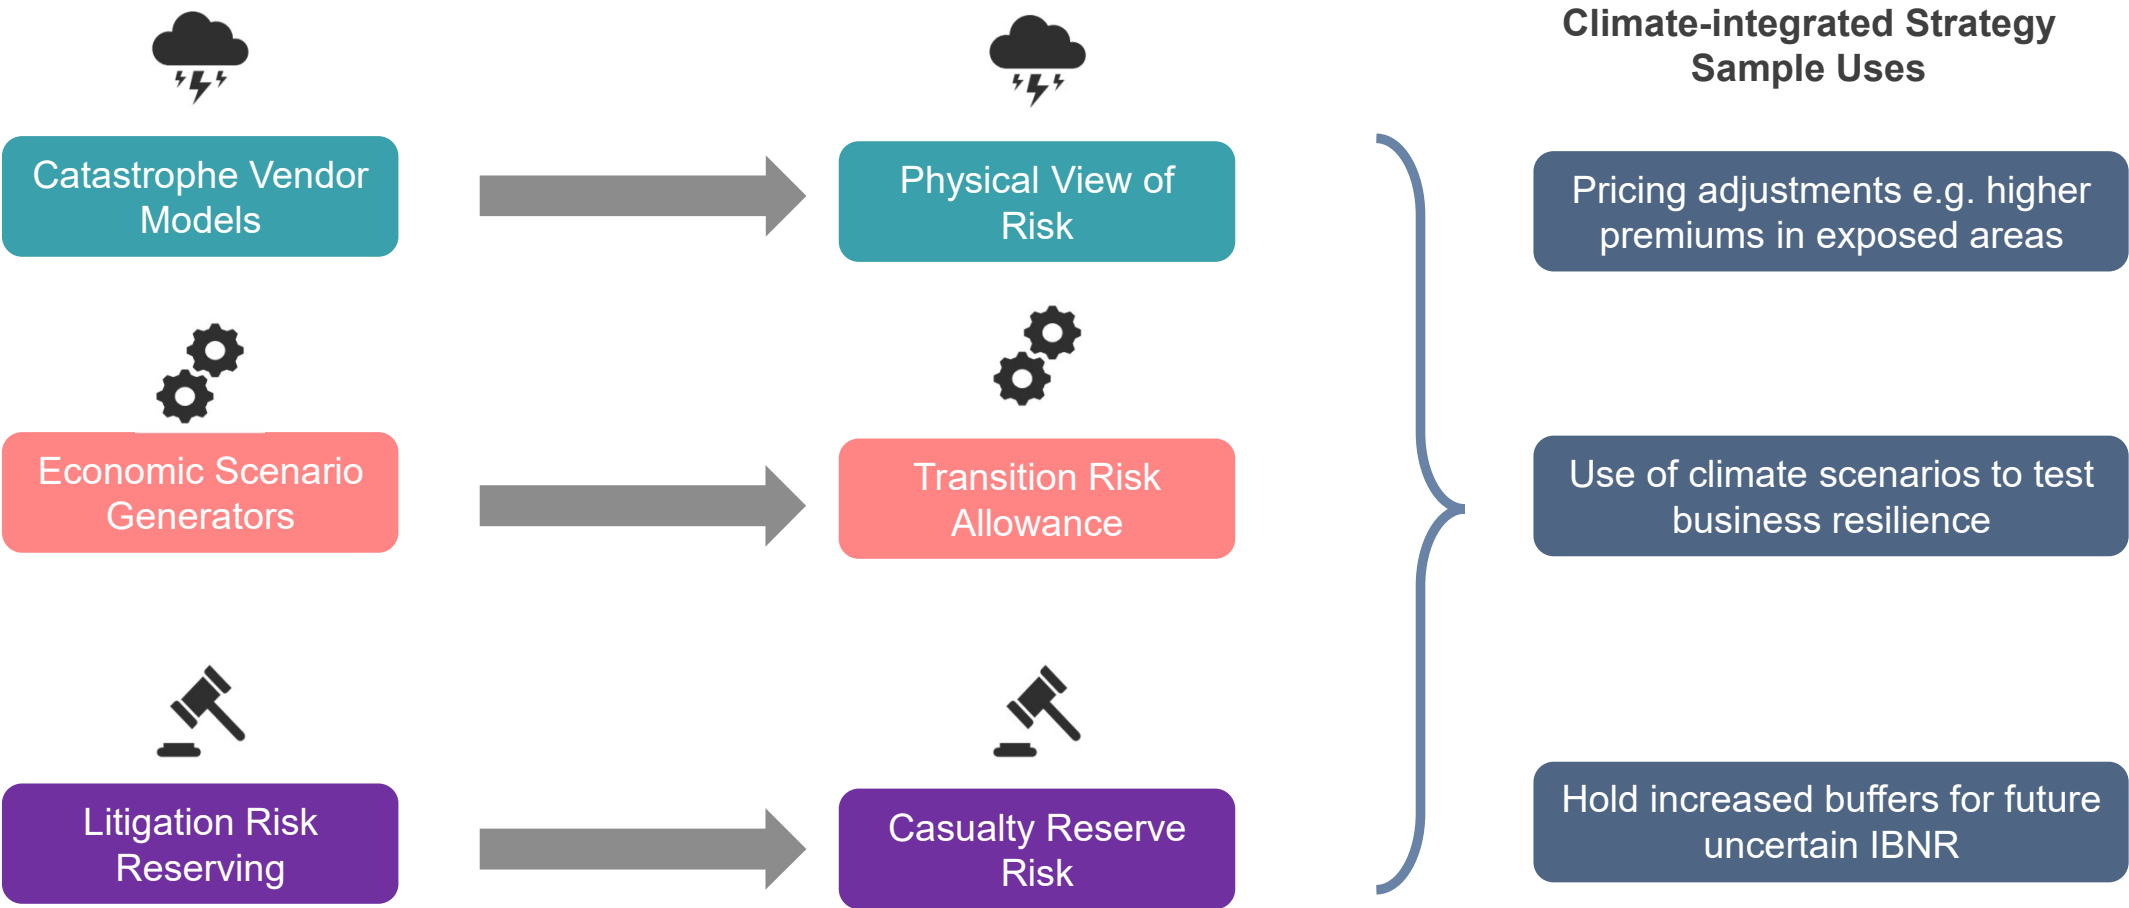 Climate-integrated Strategy
Sample Uses
Catastrophe Vendor
Models
Physical View of
Risk
Pricing adjustments e.g. higher
premiums in exposed areas
Economic Scenario
Generators
Transition Risk
Allowance
Use of climate scenarios to test
business resilience
Litigation Risk
Reserving
Casualty Reserve
Risk
Hold increased buffers for future
uncertain IBNR